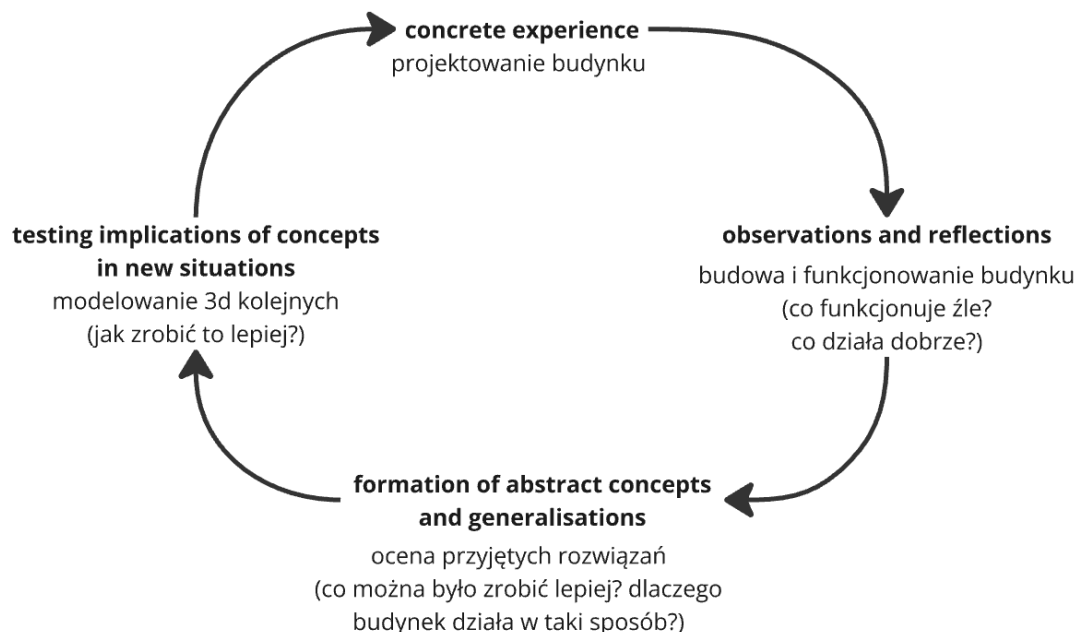 concrete experience
projektowanie budynku
observations and reflections
budowa i funkcjonowanie budynku
(co funkcjonuje źle?
co działa dobrze?)
formation of abstract concepts
and generalisations
ocena przyjętych rozwiązań
(co można było zrobić lepiej? dlaczego
budynek działa w taki sposób?)
testing implications of concepts
in new situations
modelowanie 3d kolejnych
(jak zrobić to lepiej?)